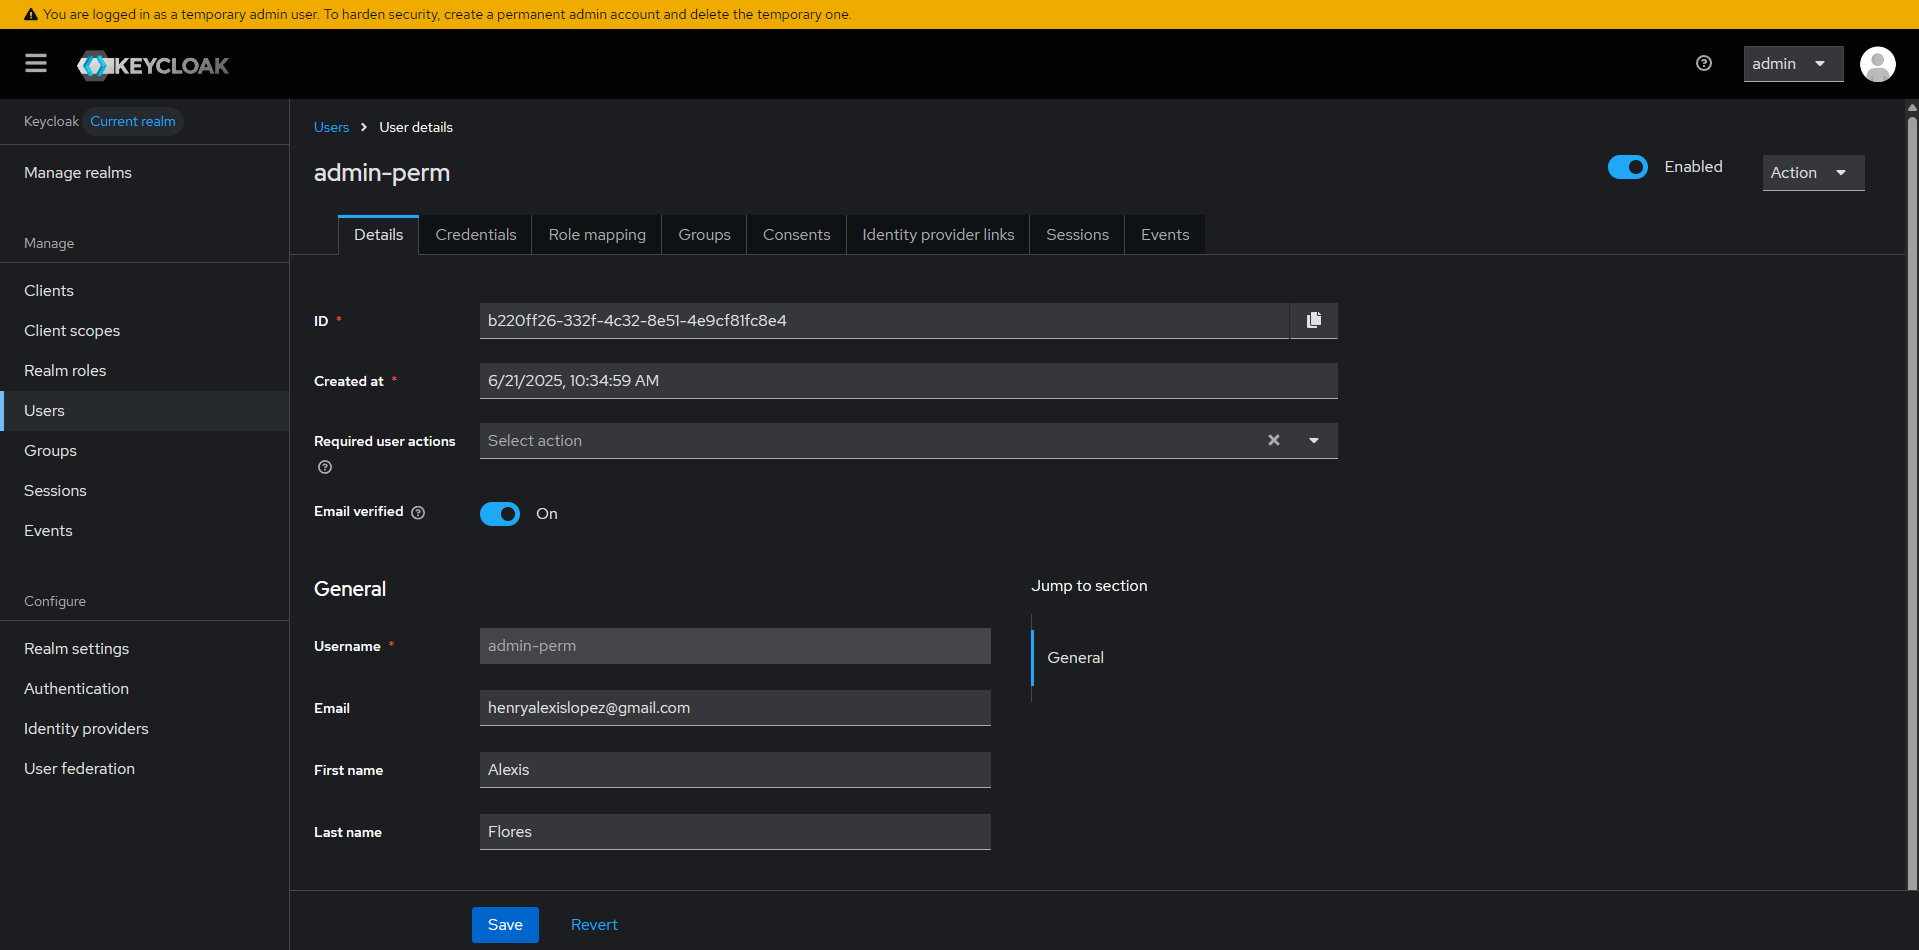 You are logged in as a temporary admin user. To harden security, create a permanent admin account and delete the temporary one.
KEYCLOAK
admin
Keycloak Current realm
Manage realms
Manage
Clients
Client scopes
Realm roles
Users
Groups
Sessions
Events
Configure
Realm settings
Authentication
Identity providers
User federation
Users User details
admin-perm
Enabled
Action
Details Credentials Role mapping Groups Consents Identity provider links Sessions Events
ID * b220ff26-332f-4c32-8e51-4e9cf81fc8e4
Created at * 6/21/2025, 10:34:59 AM
Required user actions Select action
Email verified On
General
Jump to section
General
Username * admin-perm
Email henryalexislopez@gmail.com
First name Alexis
Last name Flores
Save Revert